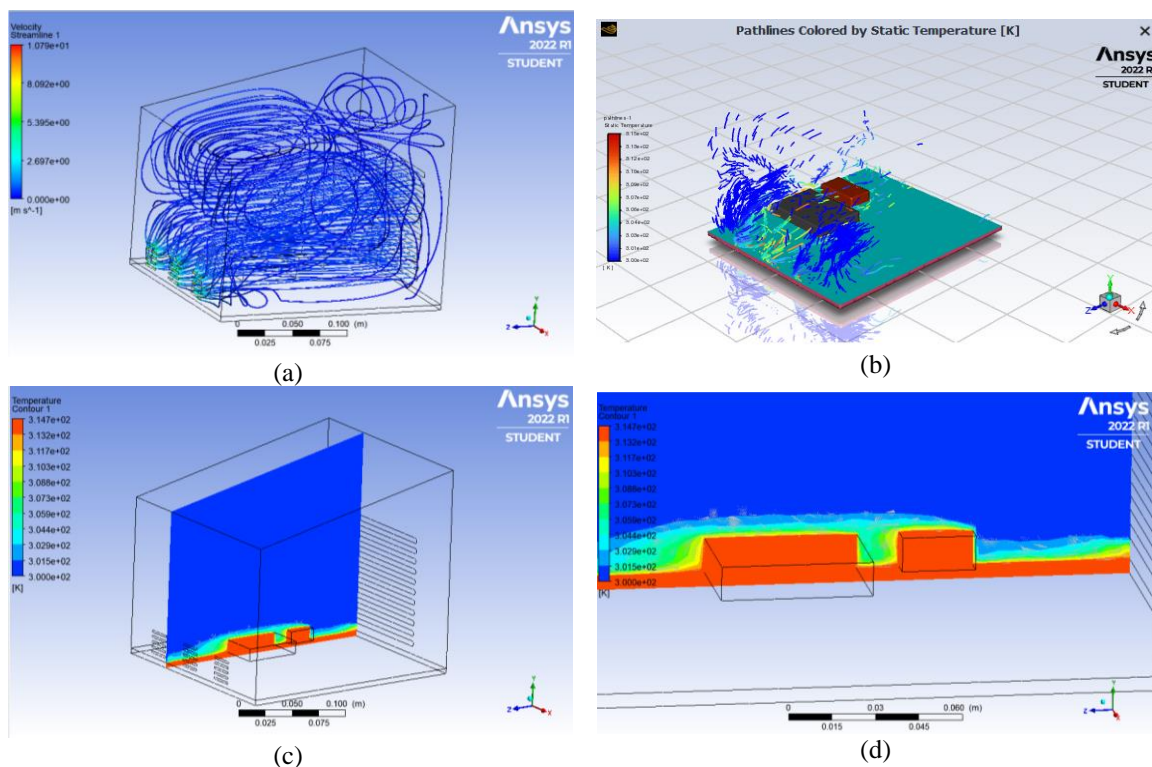 Velocity
Streamline 1
1.079e+01
8.092e+00
5.395e+00
2.697e+00
0.000e+00
[m s^-1]
Ansys
2022 R1
STUDENT
0 0.050 0.100 (m)
0.025 0.075
Y
Z X
(a)
Pathlines Colored by Static Temperature [K]
Ansys
2022 R1
STUDENT
pathlines-1
Static Temperature
[K]
Y
Z X
(b)
Temperature
Contour 1
3.147e+02
3.132e+02
3.117e+02
3.103e+02
3.088e+02
3.073e+02
3.059e+02
3.044e+02
3.029e+02
3.015e+02
3.000e+02
[K]
Ansys
2022 R1
STUDENT
0 0.050 0.100 (m)
0.025 0.075
Y
Z X
(c)
Temperature
Contour 1
3.147e+02
3.132e+02
3.117e+02
3.103e+02
3.088e+02
3.073e+02
3.059e+02
3.044e+02
3.029e+02
3.015e+02
3.000e+02
[K]
Ansys
2022 R1
STUDENT
0 0.03 0.060 (m)
0.015 0.045
Y
Z X
(d)